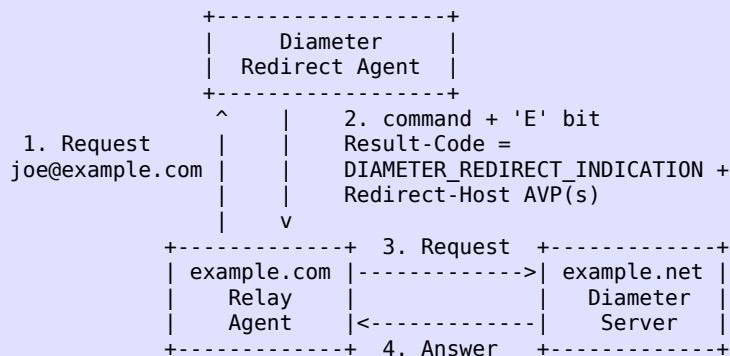 +------------------+
|     Diameter     |
|  Redirect Agent  |
+------------------+
^    |    2. command + 'E' bit
1. Request     |    |    Result-Code =
joe@example.com |    |    DIAMETER_REDIRECT_INDICATION +
|    |    Redirect-Host AVP(s)
|    v
+-------------+  3. Request  +-------------+
| example.com |------------->| example.net |
|    Relay    |              |   Diameter  |
|    Agent    |<-------------|    Server   |
+-------------+  4. Answer   +-------------+